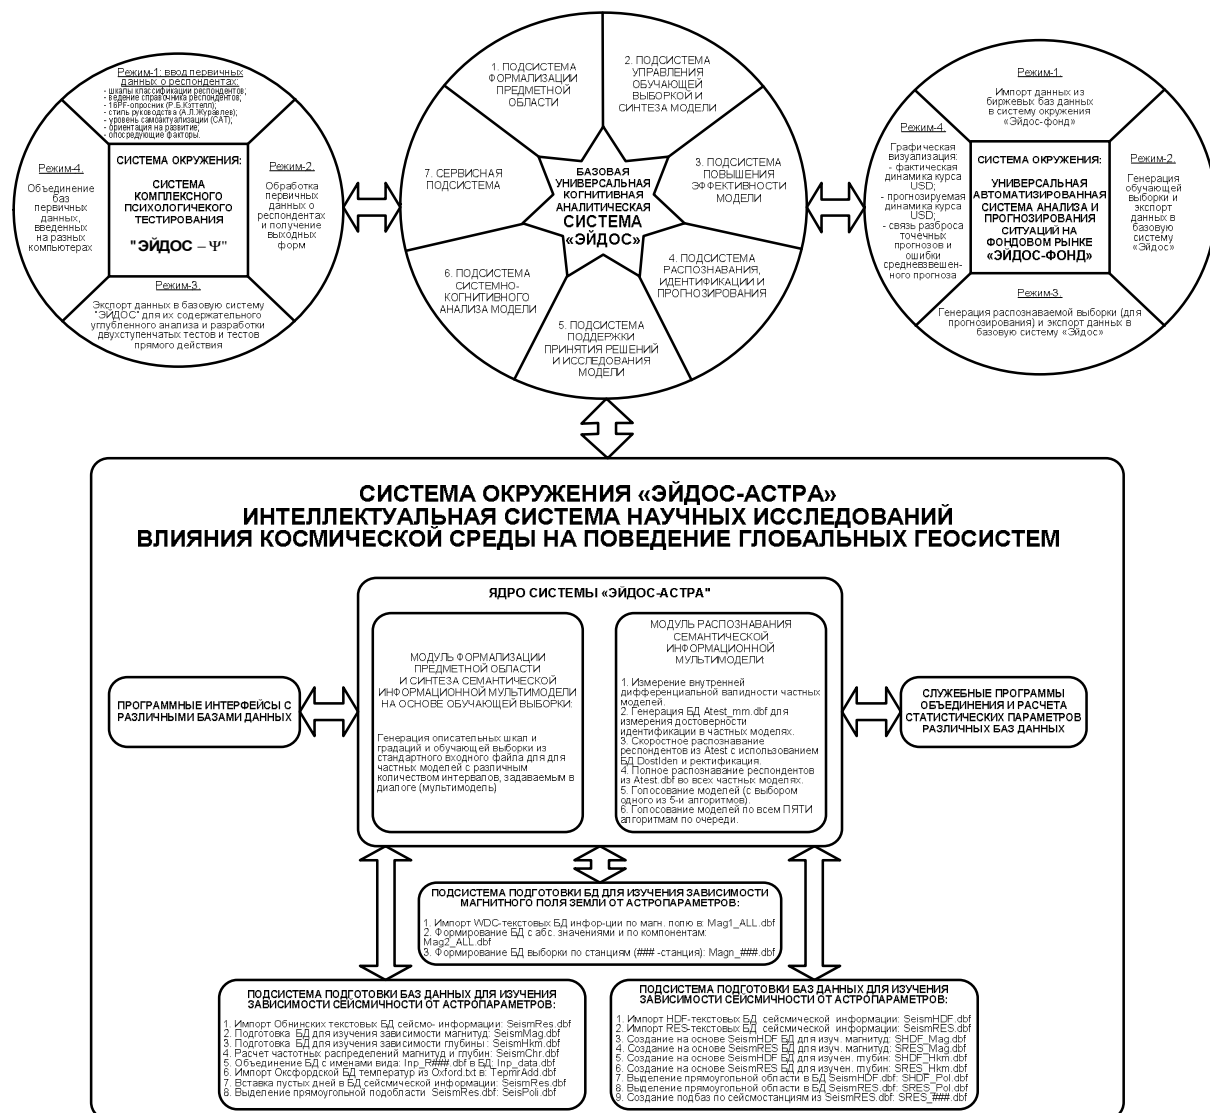 Режим-1: ввод первичных
данных о респондентах:
- шкалы классификации респондентов;
- ведение справочника респондентов;
- 16PF-опросник (Р.Б.Кэттелл);
- стиль руководства (А.Л.Журавлев);
- уровень самоактуализации (САТ);
- ориентация на развитие;
- опосредующие факторы.
Режим-4.
Объединение
баз
первичных
данных,
введенных
на разных
компьютерах
СИСТЕМА ОКРУЖЕНИЯ:
СИСТЕМА
КОМПЛЕКСНОГО
ПСИХОЛОГИЧЕКОГО
ТЕСТИРОВАНИЯ
"ЭЙДОС – Ψ"
Режим-2.
Обработка
первичных
данных о
респондентах
и получение
выходных
форм
Режим-3.
Экспорт данных в базовую систему
"ЭЙДОС" для их содержательного
углубленного анализа и разработки
двухступенчатых тестов и тестов
прямого действия
1. ПОДСИСТЕМА
ФОРМАЛИЗАЦИИ
ПРЕДМЕТНОЙ
ОБЛАСТИ
2. ПОДСИСТЕМА
УПРАВЛЕНИЯ
ОБУЧАЮЩЕЙ
ВЫБОРКОЙ И
СИНТЕЗА МОДЕЛИ
3. ПОДСИСТЕМА
ПОВЫШЕНИЯ
ЭФФЕКТИВНОСТИ
МОДЕЛИ
4. ПОДСИСТЕМА
РАСПОЗНАВАНИЯ,
ИДЕНТИФИКАЦИИ И
ПРОГНОЗИРОВАНИЯ
5. ПОДСИСТЕМА
ПОДДЕРЖКИ
ПРИНЯТИЯ РЕШЕНИЙ
И ИССЛЕДОВАНИЯ
МОДЕЛИ
6. ПОДСИСТЕМА
СИСТЕМНО-
КОГНИТИВНОГО
АНАЛИЗА МОДЕЛИ
7. СЕРВИСНАЯ
ПОДСИСТЕМА
БАЗОВАЯ
УНИВЕРСАЛЬНАЯ
КОГНИТИВНАЯ
АНАЛИТИЧЕСКАЯ
СИСТЕМА
«ЭЙДОС»
Режим-1.
Импорт данных из
биржевых баз данных
в систему окружения
«Эйдос-фонд»
Режим-4.
Графическая
визуализация:
- фактическая
динамика курса
USD;
- прогнозируемая
динамика курса
USD;
- связь разброса
точечных
прогнозов и
ошибки
средневзвешен-
ного прогноза
СИСТЕМА ОКРУЖЕНИЯ:
УНИВЕРСАЛЬНАЯ
АВТОМАТИЗИРОВАННАЯ
СИСТЕМА АНАЛИЗА И
ПРОГНОЗИРОВАНИЯ
СИТУАЦИЙ НА
ФОНДОВОМ РЫНКЕ
«ЭЙДОС-ФОНД»
Режим-2.
Генерация
обучающей
выборки и
экспорт
данных в
базовую
систему
«Эйдос»
Режим-3.
Генерация распознаваемой выборки (для
прогнозирования) и экспорт данных в
базовую систему «Эйдос»
СИСТЕМА ОКРУЖЕНИЯ «ЭЙДОС-АСТРА»
ИНТЕЛЛЕКТУАЛЬНАЯ СИСТЕМА НАУЧНЫХ ИССЛЕДОВАНИЙ
ВЛИЯНИЯ КОСМИЧЕСКОЙ СРЕДЫ НА ПОВЕДЕНИЕ ГЛОБАЛЬНЫХ ГЕОСИСТЕМ
ЯДРО СИСТЕМЫ «ЭЙДОС-АСТРА"
МОДУЛЬ ФОРМАЛИЗАЦИИ
ПРЕДМЕТНОЙ ОБЛАСТИ
И СИНТЕЗА СЕМАНТИЧЕСКОЙ
ИНФОРМАЦИОННОЙ МУЛЬТИМОДЕЛИ
НА ОСНОВЕ ОБУЧАЮЩЕЙ ВЫБОРКИ:
Генерация описательных шкал и
градаций и обучающей выборки из
стандартного входного файла для для
частных моделей с различным
количеством интервалов, задаваемым в
диалоге (мультимодель)
МОДУЛЬ РАСПОЗНАВАНИЯ
СЕМАНТИЧЕСКОЙ
ИНФОРМАЦИОННОЙ
МУЛЬТИМОДЕЛИ:
1. Измерение внутренней
дифференциальной валидности частных
моделей.
2. Генерация БД Atest_mm.dbf для
измерения достоверности
идентификации в частных моделях.
3. Скоростное распознавание
респондентов из Atest с использованием
БД DostIden и ректификация.
4. Полное распознавание респондентов
из Atest.dbf во всех частных моделях.
5. Голосование моделей (с выбором
одного из 5-и алгоритмов).
6. Голосование моделей по всем ПЯТИ
алгоритмам по очереди.
ПРОГРАММНЫЕ ИНТЕРФЕЙСЫ С
РАЗЛИЧНЫМИ БАЗАМИ ДАННЫХ
СЛУЖЕБНЫЕ ПРОГРАММЫ
ОБЪЕДИНЕНИЯ И РАСЧЕТА
СТАТИСТИЧЕСКИХ ПАРАМЕТРОВ
РАЗЛИЧНЫХ БАЗ ДАННЫХ
ПОДСИСТЕМА ПОДГОТОВКИ БД ДЛЯ ИЗУЧЕНИЯ ЗАВИСИМОСТИ
МАГНИТНОГО ПОЛЯ ЗЕМЛИ ОТ АСТРОПАРАМЕТРОВ:
1. Импорт WDC-текстовых БД инфор-ции по магн. полю в: Mag1_ALL.dbf
2. Формирование БД с абс. значениями и по компонентам:
Mag2_ALL.dbf
3. Формирование БД выборки по станциям (### -станция): Magn_###.dbf
ПОДСИСТЕМА ПОДГОТОВКИ БАЗ ДАННЫХ ДЛЯ ИЗУЧЕНИЯ
ЗАВИСИМОСТИ СЕЙСМИЧНОСТИ ОТ АСТРОПАРАМЕТРОВ:
1. Импорт Обнинских текстовых БД сейсмо- информации: SeismRes.dbf
2. Подготовка БД для изучения зависимости магнитуд: SeismMag.dbf
3. Подготовка БД для изучения зависимости глубины: SeismHkm.dbf
4. Расчет частотных распределений магнитуд и глубин: SeismChr.dbf
5. Объединение БД с именами вида: Inp_R###.dbf в БД: Inp_data.dbf
6. Импорт Оксфордской БД температур из Oxford.txt в: TepmrAdd.dbf
7. Вставка пустых дней в БД сейсмической информации: SeismRes.dbf
8. Выделение прямоугольной подобласти SeismRes.dbf: SeisPoli.dbf
ПОДСИСТЕМА ПОДГОТОВКИ БАЗ ДАННЫХ ДЛЯ ИЗУЧЕНИЯ
ЗАВИСИМОСТИ СЕЙСМИЧНОСТИ ОТ АСТРОПАРАМЕТРОВ:
1. Импорт HDF-текстовых БД сейсмической информации: SeismHDF.dbf
2. Импорт RES-текстовых БД сейсмической информации: SeismRES.dbf
3. Создание на основе SeismHDF БД для изуч. магнитуд: SHDF_Mag.dbf
4. Создание на основе SeismRES БД для изуч. магнитуд: SRES_Mag.dbf
5. Создание на основе SeismHDF БД для изучен. глубин: SHDF_Hkm.dbf
6. Создание на основе SeismRES БД для изучен. глубин: SRES_Hkm.dbf
7. Выделение прямоугольной области в БД SeismHDF.dbf: SHDF_Pol.dbf
8. Выделение прямоугольной области в БД SeismRES.dbf: SRES_Pol.dbf
9. Создание подбаз по сейсмостанциям из SeismRES.dbf: SRES_###.dbf